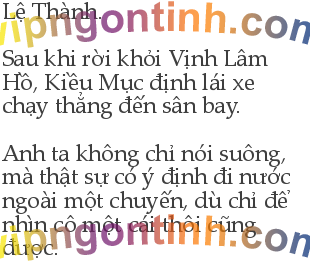 Lệ Thành.
vipngontinh.com
Sau khi rời khỏi Vịnh Lâm
Hồ, Kiều Mục định lái xe
chạy thẳng đến sân bay.
Anh ta không chỉ nói suông,
mà thật sự có ý định đi nước
ngoài một chuyến, dù chỉ để
nhìn cô một cái thôi cũng
vipngontinh.com
được.